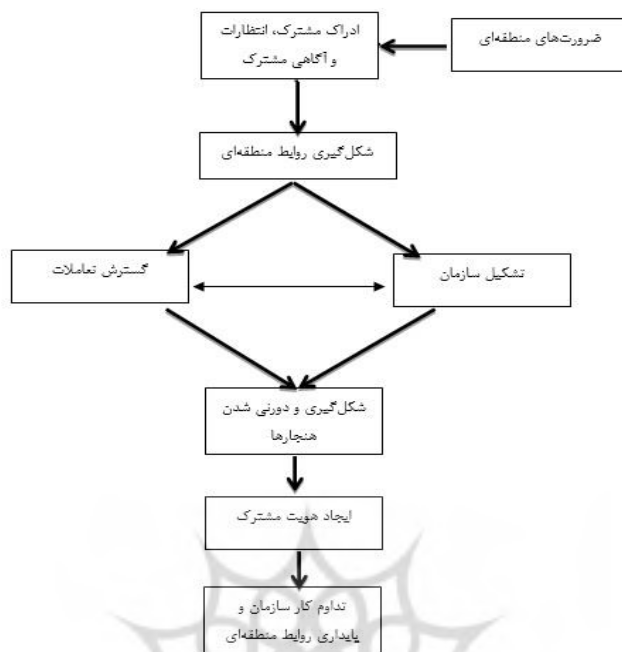 ادراک مشترک، انتظارات
و آگاهی مشترک
ضرورت‌های منطقه‌ای
شکل‌گیری روابط منطقه‌ای
گسترش تعاملات
تشکیل سازمان
شکل‌گیری و دورنی شدن
هنجارها
ایجاد هویت مشترک
تداوم کار سازمان و
پایداری روابط منطقه‌ای